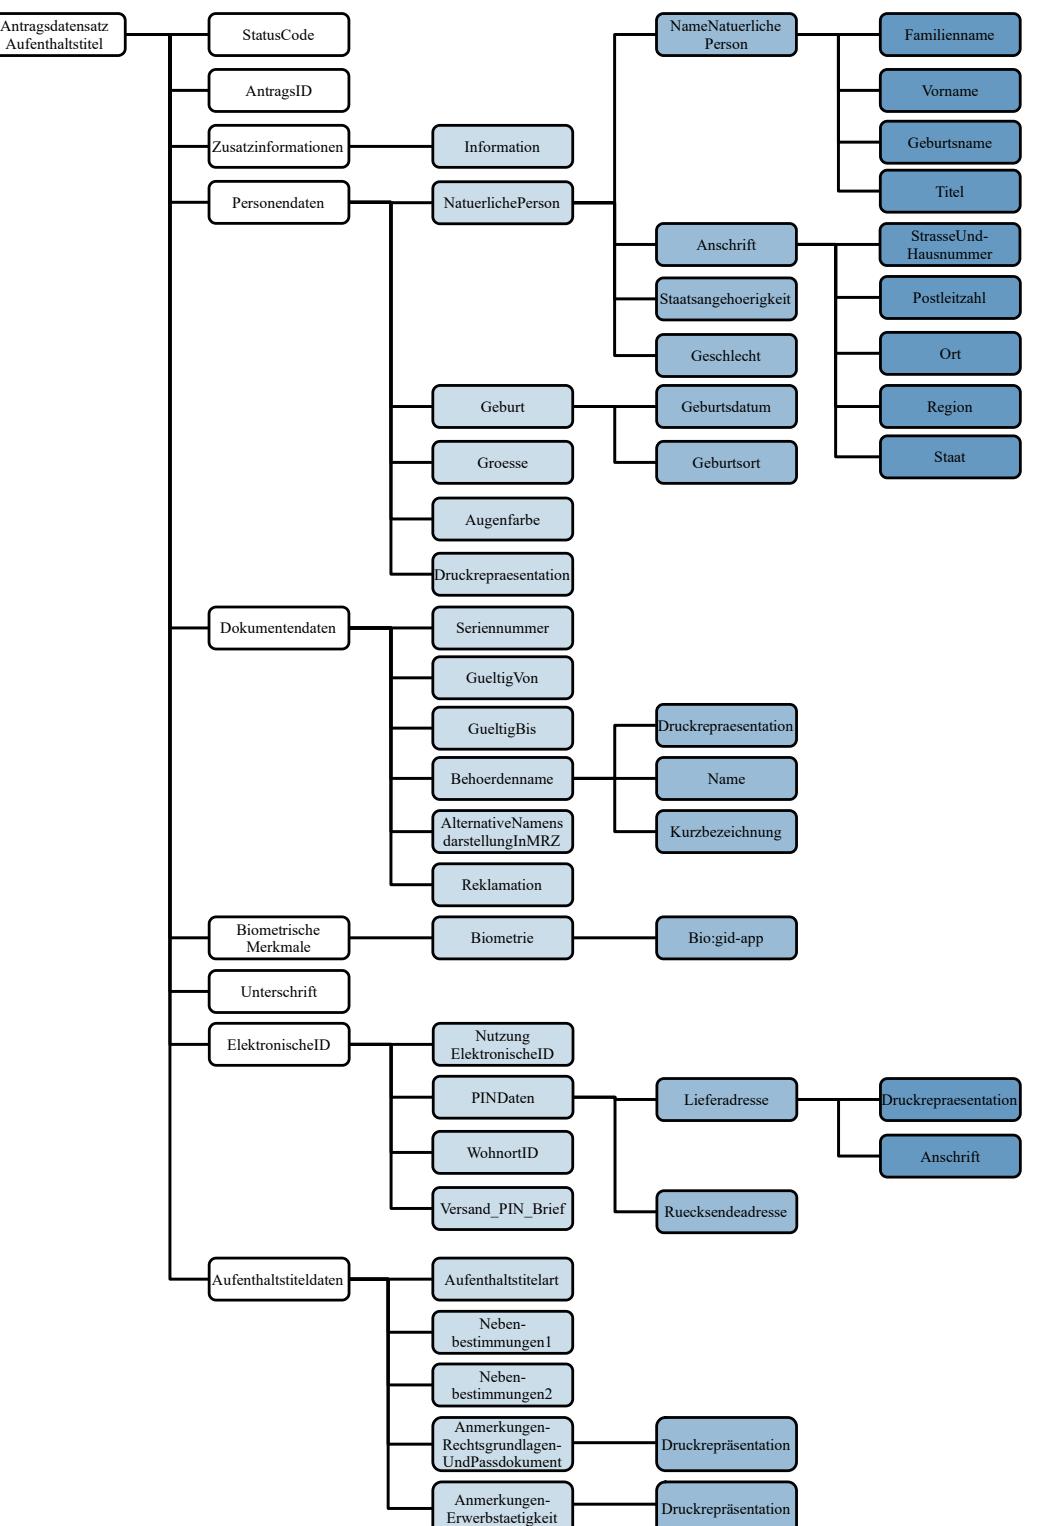 Antragsdatensatz
Aufenthaltstitel
StatusCode
AntragsID
Zusatzinformationen
Information
Personendaten
NatuerlichePerson
NameNatuerliche
Person
Familienname
Vorname
Geburtsname
Titel
Anschrift
StrasseUnd-
Hausnummer
Postleitzahl
Ort
Region
Staat
Staatsangehoerigkeit
Geschlecht
Geburt
Geburtsdatum
Geburtsort
Groesse
Augenfarbe
Druckrepraesentation
Dokumentendaten
Seriennummer
GueltigVon
GueltigBis
Behoerdenname
Druckrepraesentation
Name
Kurzbezeichnung
AlternativeNamens
darstellungInMRZ
Reklamation
Biometrische
Merkmale
Biometrie
Bio:gid-app
Unterschrift
ElektronischeID
Nutzung
ElektronischeID
PINDaten
Lieferadresse
Druckrepraesentation
Anschrift
Ruecksendeadresse
WohnortID
Versand_PIN_Brief
Aufenthaltstiteldaten
Aufenthaltstitelart
Neben-
bestimmungen1
Neben-
bestimmungen2
Anmerkungen-
Rechtsgrundlagen-
UndPassdokument
Druckrepräsentation
Anmerkungen-
Erwerbstaetigkeit
Druckrepräsentation